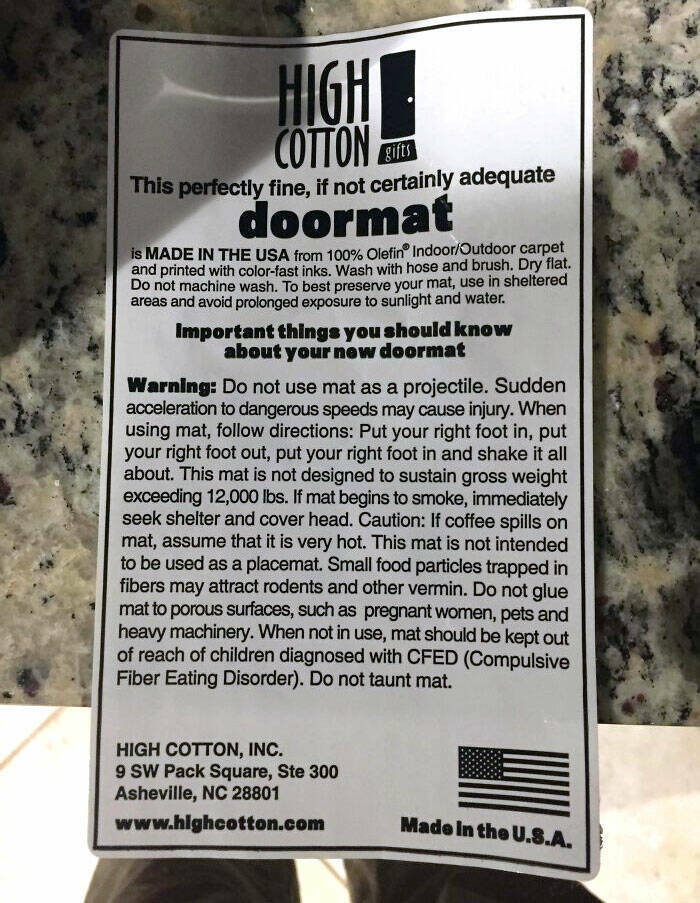 HIGH
COTTON
gifts
This perfectly fine, if not certainly adequate
doormat
is MADE IN THE USA from 100% Olefin® Indoor/Outdoor carpet
and printed with color-fast inks. Wash with hose and brush. Dry flat.
Do not machine wash. To best preserve your mat, use in sheltered
areas and avoid prolonged exposure to sunlight and water.
Important things you should know
about your new doormat
Warning: Do not use mat as a projectile. Sudden
acceleration to dangerous speeds may cause injury. When
using mat, follow directions: Put your right foot in, put
your right foot out, put your right foot in and shake it all
about. This mat is not designed to sustain gross weight
exceeding 12,000 lbs. If mat begins to smoke, immediately
seek shelter and cover head. Caution: If coffee spills on
mat, assume that it is very hot. This mat is not intended
to be used as a placemat. Small food particles trapped in
fibers may attract rodents and other vermin. Do not glue
mat to porous surfaces, such as pregnant women, pets and
heavy machinery. When not in use, mat should be kept out
of reach of children diagnosed with CFED (Compulsive
Fiber Eating Disorder). Do not taunt mat.
HIGH COTTON, INC.
9 SW Pack Square, Ste 300
Asheville, NC 28801
www.highcotton.com
Made in the U.S.A.